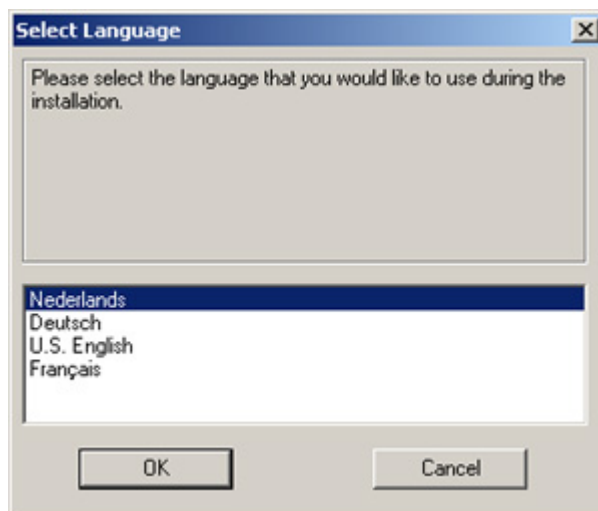 Select Language
Please select the language that you would like to use during the
installation.
Nederlands
Deutsch
U.S. English
Français
OK
Cancel